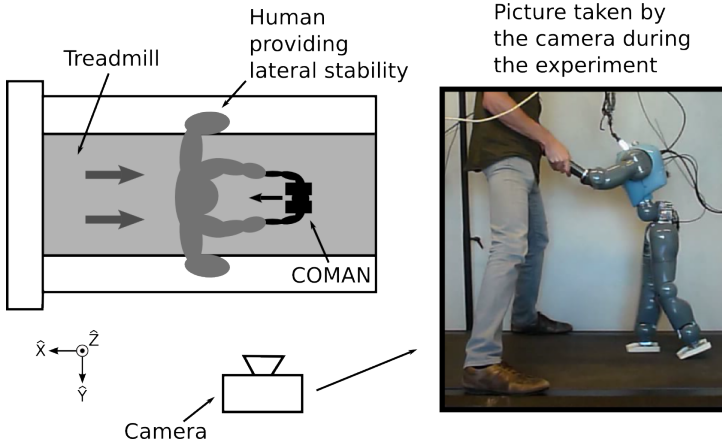 Treadmill
Human
providing
lateral stability
Picture taken by
the camera during
the experiment
COMAN
X̂
Ẑ
Ŷ
Camera